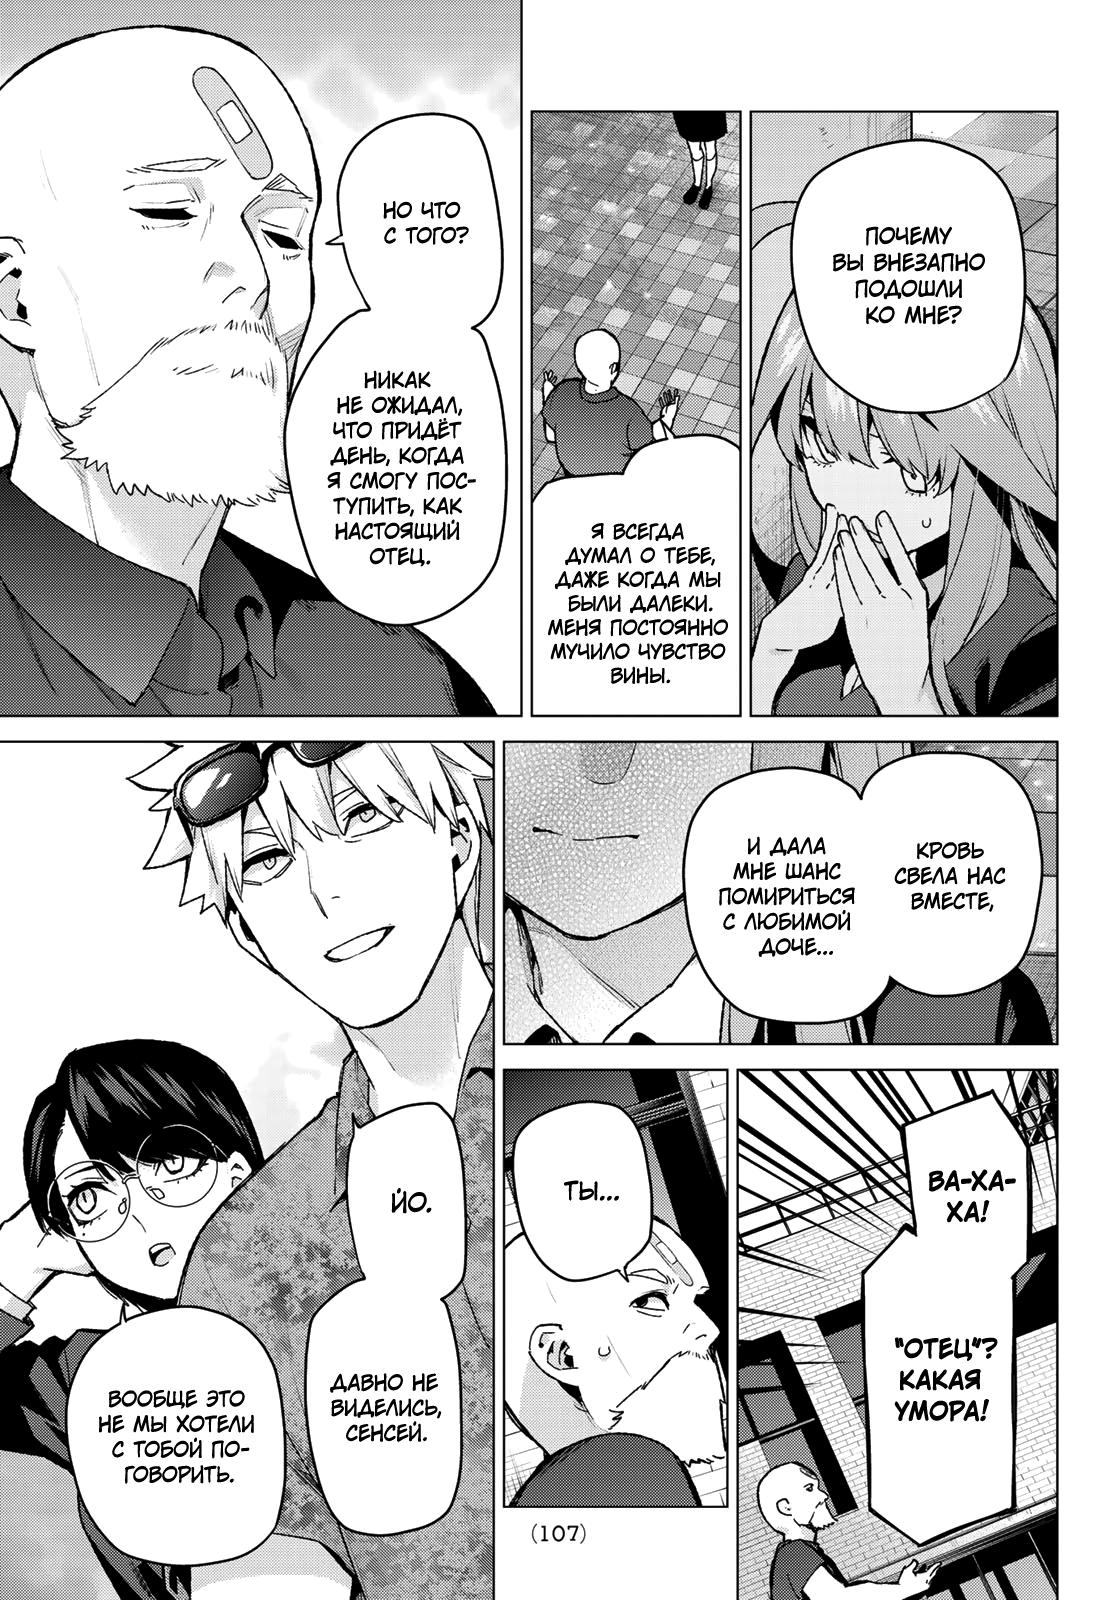 ПОЧЕМУ
ВЫ ВНЕЗАПНО
ПОДОШЛИ
КО МНЕ?
Я ВСЕГДА
ДУМАЛ О ТЕБЕ,
ДАЖЕ КОГДА МЫ
БЫЛИ ДАЛЕКИ.
МЕНЯ ПОСТОЯННО
МУЧИЛО ЧУВСТВО
ВИНЫ.
НО ЧТО
С ТОГО?
НИКАК
НЕ ОЖИДАЛ,
ЧТО ПРИДЁТ
ДЕНЬ, КОГДА
Я СМОГУ ПОС-
ТУПИТЬ, КАК
НАСТОЯЩИЙ
ОТЕЦ.
КРОВЬ
СВЕЛА НАС
ВМЕСТЕ,
И ДАЛА
МНЕ ШАНС
ПОМИРИТЬСЯ
С ЛЮБИМОЙ
ДОЧЕ...
ВА-ХА-
ХА!
"ОТЕЦ"?
КАКАЯ
УМОРА!
ТЫ...
ЙО.
ДАВНО НЕ
ВИДЕЛИСЬ,
СЕНСЕЙ.
ВООБЩЕ ЭТО
НЕ МЫ ХОТЕЛИ
С ТОБОЙ ПО-
ГОВОРИТЬ.
(107)